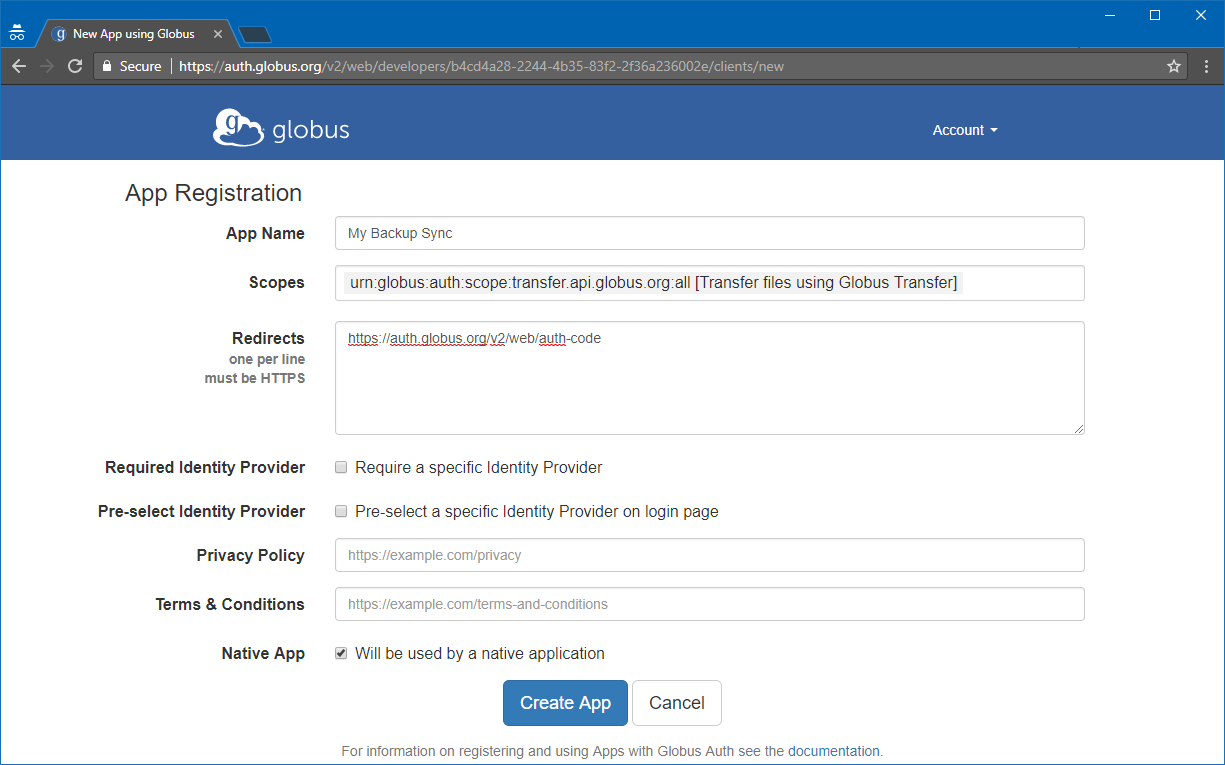 New App using Globus
Secure
https://auth.globus.org/v2/web/developers/b4cd4a28-2244-4b35-83f2-2f36a236002e/clients/new
g globus
Account
App Registration
App Name
My Backup Sync
Scopes
urn:globus:auth:scope:transfer.api.globus.org:all [Transfer files using Globus Transfer]
Redirects
one per line
must be HTTPS
https://auth.globus.org/v2/web/auth-code
Required Identity Provider
Require a specific Identity Provider
Pre-select Identity Provider
Pre-select a specific Identity Provider on login page
Privacy Policy
https://example.com/privacy
Terms & Conditions
https://example.com/terms-and-conditions
Native App
Will be used by a native application
Create App
Cancel
For information on registering and using Apps with Globus Auth see the documentation.